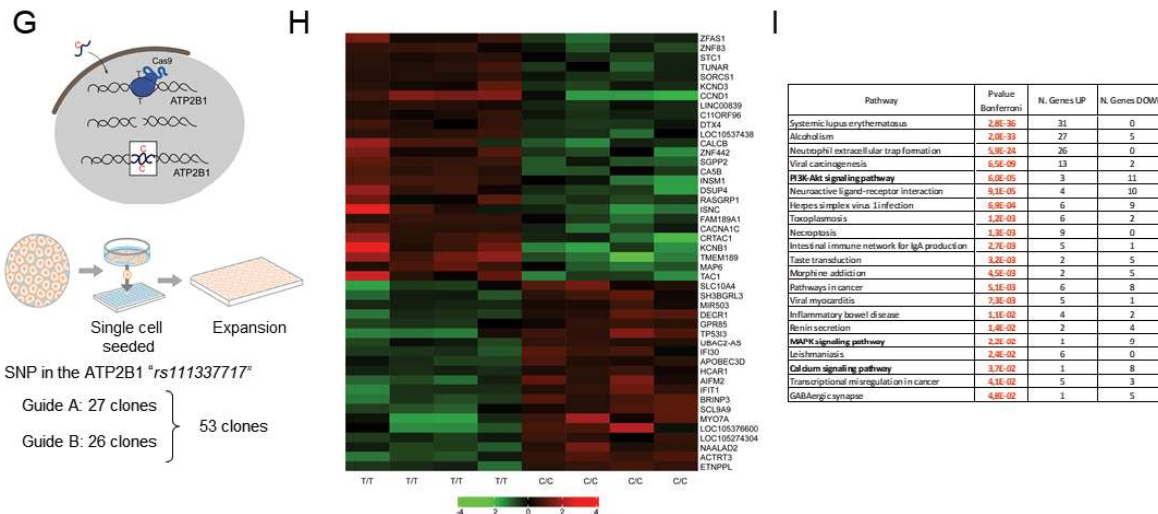 G
C
Cas9
T
T
ATP2B1
C
C
ATP2B1
Single cell
seeded
Expansion
SNP in the ATP2B1 "rs111337717"
Guide A: 27 clones
Guide B: 26 clones
53 clones
H
ZFAS1
ZNF83
STC1
TUNAR
SORCS1
KCND3
CCND1
LINC00839
C11ORF96
DTX4
LOC10537438
CALCB
ZNF442
SGPP2
CA5B
INSM1
DSUP4
RASGRP1
ISNC
FAM189A1
CACNA1C
CRTAC1
KCNB1
TMEM189
MAP6
TAC1
SLC10A4
SH3BGRL3
MIR503
DECR1
GPR85
TP53I3
UBAC2-AS
IFI30
APOBEC3D
HCAR1
AIFM2
IFIT1
BRINP3
SCL9A9
MYO7A
LOC105376600
LOC105274304
NAALAD2
ACTRT3
ETNPPL
T/T T/T T/T T/T C/C C/C C/C C/C
-4 2 0 2 4
I
Pathway Pvalue Bonferroni N. Genes UP N. Genes DOWN
Systemic lupus erythematosus 2,8E-36 31 0
Alcoholism 2,0E-33 27 5
Neutrophil extracellular trap formation 5,9E-24 26 0
Viral carcinogenesis 6,5E-09 13 2
PI3K-Akt signaling pathway 6,0E-05 3 11
Neuroactive ligand-receptor interaction 9,1E-05 4 10
Herpes simplex virus 1 infection 6,9E-04 6 9
Toxoplasmosis 1,2E-03 6 2
Necroptosis 1,3E-03 9 0
Intestinal immune network for IgA production 2,7E-03 5 1
Taste transduction 3,2E-03 2 5
Morphine addiction 4,5E-03 2 5
Pathways in cancer 5,1E-03 6 8
Viral myocarditis 7,3E-03 5 1
Inflammatory bowel disease 1,1E-02 4 2
Renin secretion 1,4E-02 2 4
MAPK signaling pathway 2,2E-02 1 9
Leishmaniasis 2,4E-02 6 0
Calcium signaling pathway 3,7E-02 1 8
Transcriptional misregulation in cancer 4,1E-02 5 3
GABAergic synapse 4,8E-02 1 5